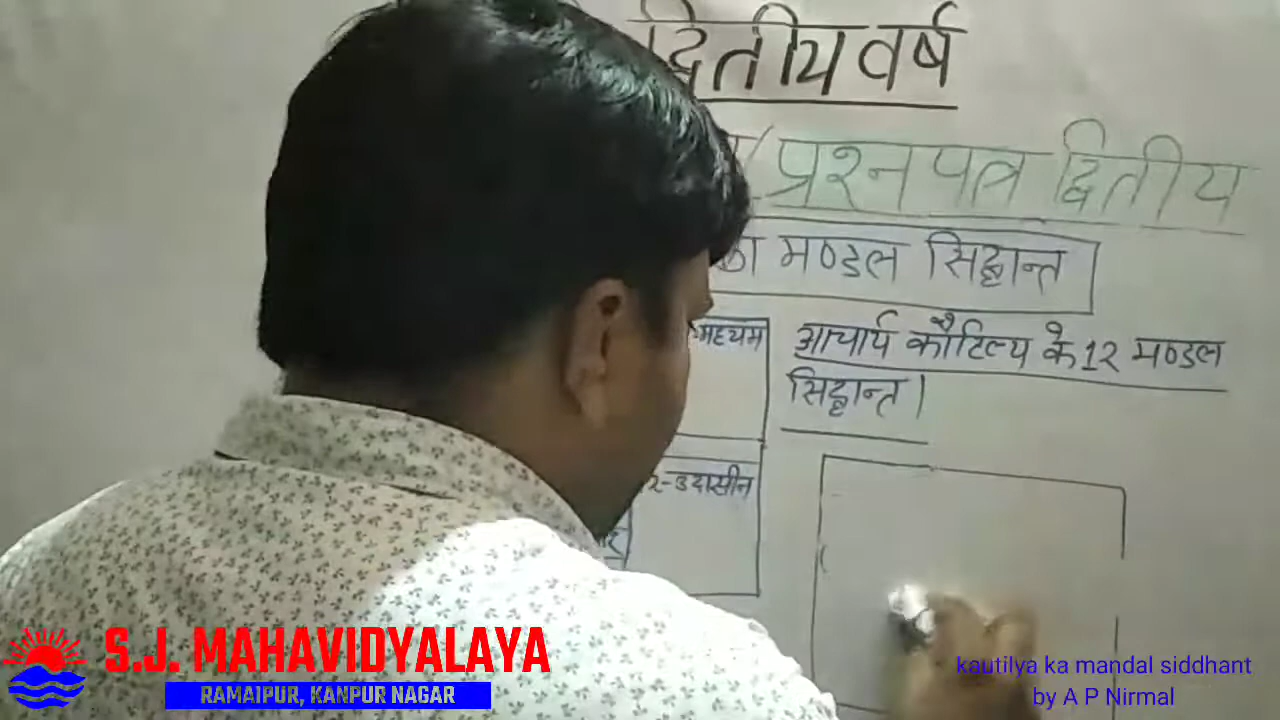 द्वितीय वर्ष
प्रश्न पत्र द्वितीय
का मण्डल सिद्धान्त
मध्यम
आचार्य कौटिल्य के 12 मण्डल
सिद्धान्त।
उदासीन
S.J. MAHAVIDYALAYA
RAMAIPUR, KANPUR NAGAR
kautilya ka mandal siddhant
by A P Nirmal